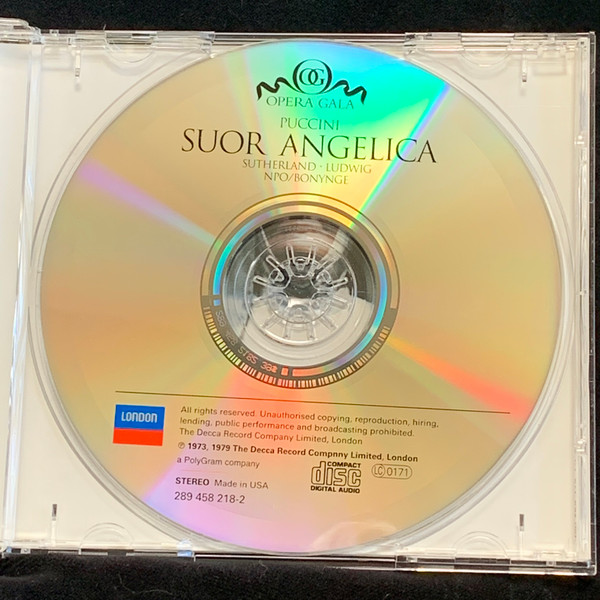 OG
OPERA GALA
PUCCINI
SUOR ANGELICA
SUTHERLAND · LUDWIG
NPO/BONYNGE
LONDON
All rights reserved. Unauthorised copying, reproduction, hiring,
lending, public performance and broadcasting prohibited.
The Decca Record Company Limited, London
℗ 1973, 1979 The Decca Record Compnny Limited, London
a PolyGram company
COMPACT
disc
DIGITAL AUDIO
LC 0171
STEREO Made in USA
289 458 218-2